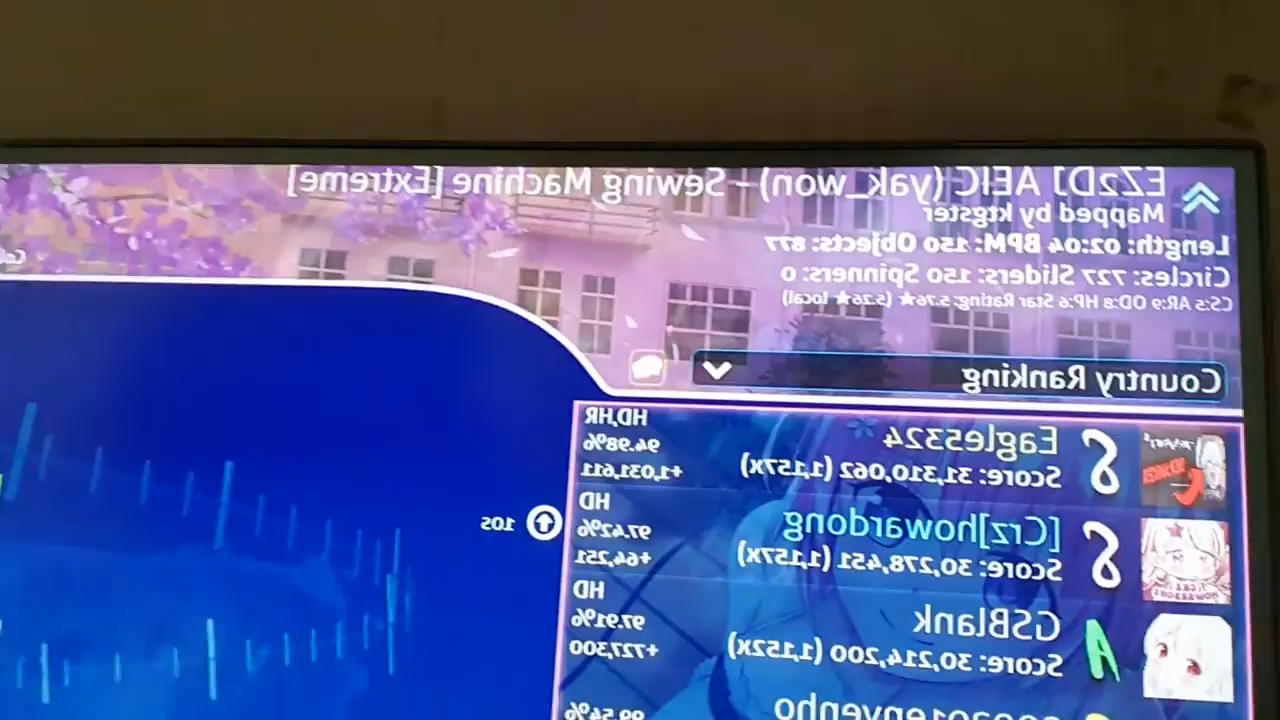 EZ2DJ AEIC (yak_won) - Sewing Machine [Extreme]
Mapped by ktgster
Length: 02:04 BPM: 150 Objects: 877
Circles: 727 Sliders: 150 Spinners: 0
CS:5 AR:9 OD:8 HP:6 Star Rating: 5.76★ (5.26★ local)
Country Ranking
S
Eagle5324
Score: 31,310,062 (1,157x)
HD,HR
94.98%
+1,031,611
S
[Crz]howardong
Score: 30,278,451 (1,157x)
HD
97.42%
+64,251
10s
A
GSBlank
Score: 30,214,200 (1,152x)
HD
97.91%
+727,300